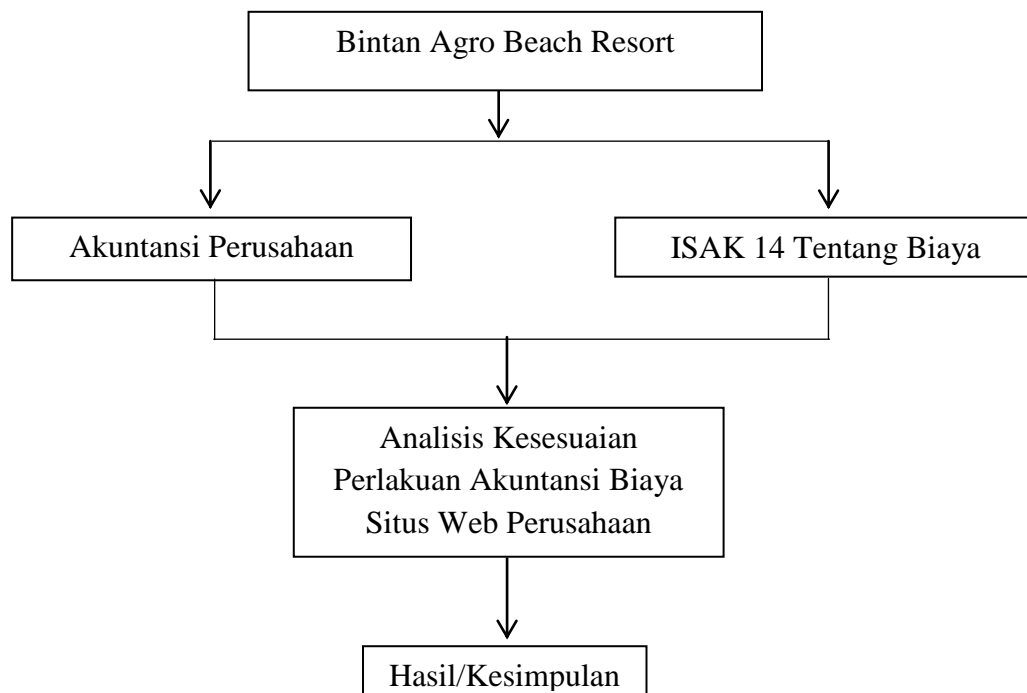 Bintan Agro Beach Resort
Akuntansi Perusahaan
ISAK 14 Tentang Biaya
Analisis Kesesuaian
Perlakuan Akuntansi Biaya
Situs Web Perusahaan
Hasil/Kesimpulan